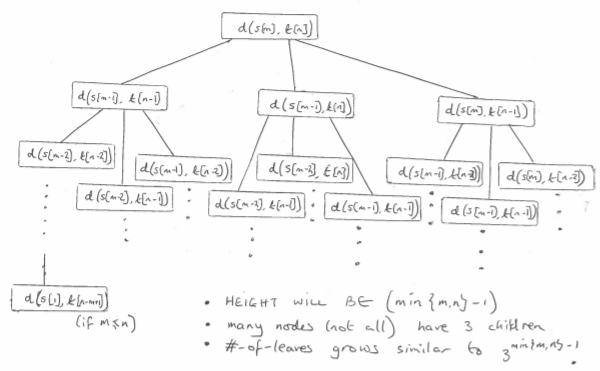 d(s[m], t[n])
d(s[m-1], t[n-1])
d(s[m-1], t[n])
d(s[m], t[n-1])
d(s[m-2], t[n-2])
d(s[m-1], t[n-2])
d(s[m-2], t[n])
d(s[m-1], t[n-2])
d(s[m], t[n-2])
d(s[m-2], t[n-1])
d(s[m-2], t[n-1])
d(s[m-1], t[n-1])
d(s[m-1], t[n-1])
d(s[1], t[n-m+1])
(if m≤n)
• HEIGHT WILL BE (min{m,n}-1)
• many nodes (not all) have 3 children
• #-of-leaves grows similar to 3^min{m,n}-1